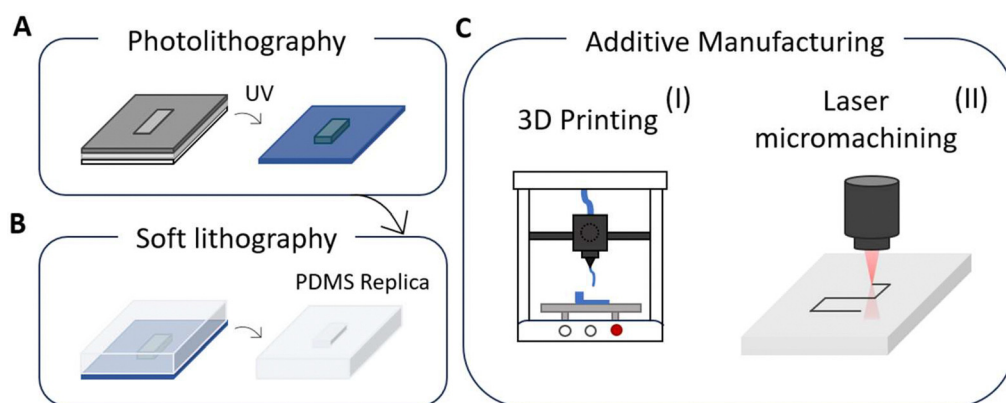 A
Photolithography
UV
B
Soft lithography
PDMS Replica
C
Additive Manufacturing
3D Printing
(I)
Laser
micromachining
(II)